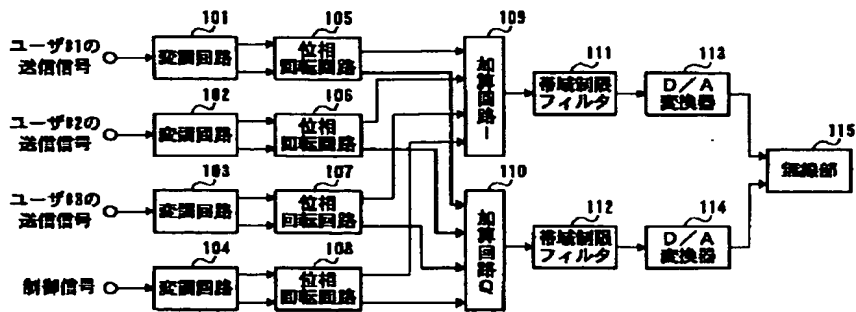 ユーザ#1の
送信信号
101
変調回路
105
位相
回転回路
ユーザ#2の
送信信号
102
変調回路
106
位相
回転回路
ユーザ#3の
送信信号
103
変調回路
107
位相
回転回路
制御信号
104
変調回路
108
位相
回転回路
109
加算回路I
110
加算回路Q
111
帯域制限
フィルタ
112
帯域制限
フィルタ
113
D/A
変換器
114
D/A
変換器
115
無線部